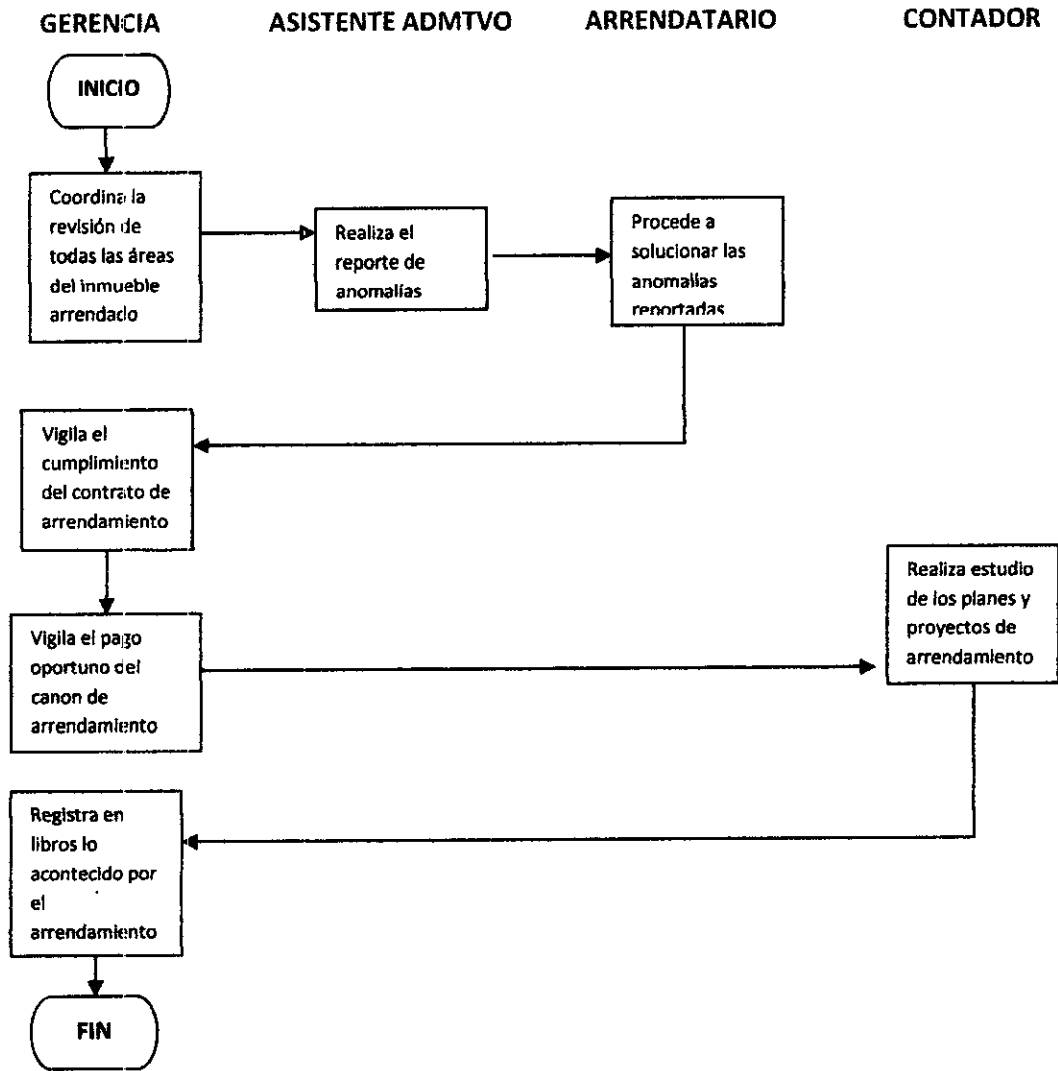 GERENCIA ASISTENTE ADMTVO ARRENDATARIO CONTADOR
INICIO
Coordina la
revisión de
todas las áreas
del inmueble
arrendado
Realiza el
reporte de
anomalías
Procede a
solucionar las
anomalías
reportadas
Vigila el
cumplimiento
del contrato de
arrendamiento
Vigila el pago
oportuno del
canon de
arrendamiento
Realiza estudio
de los planes y
proyectos de
arrendamiento
Registra en
libros lo
acontecido por
el
arrendamiento
FIN